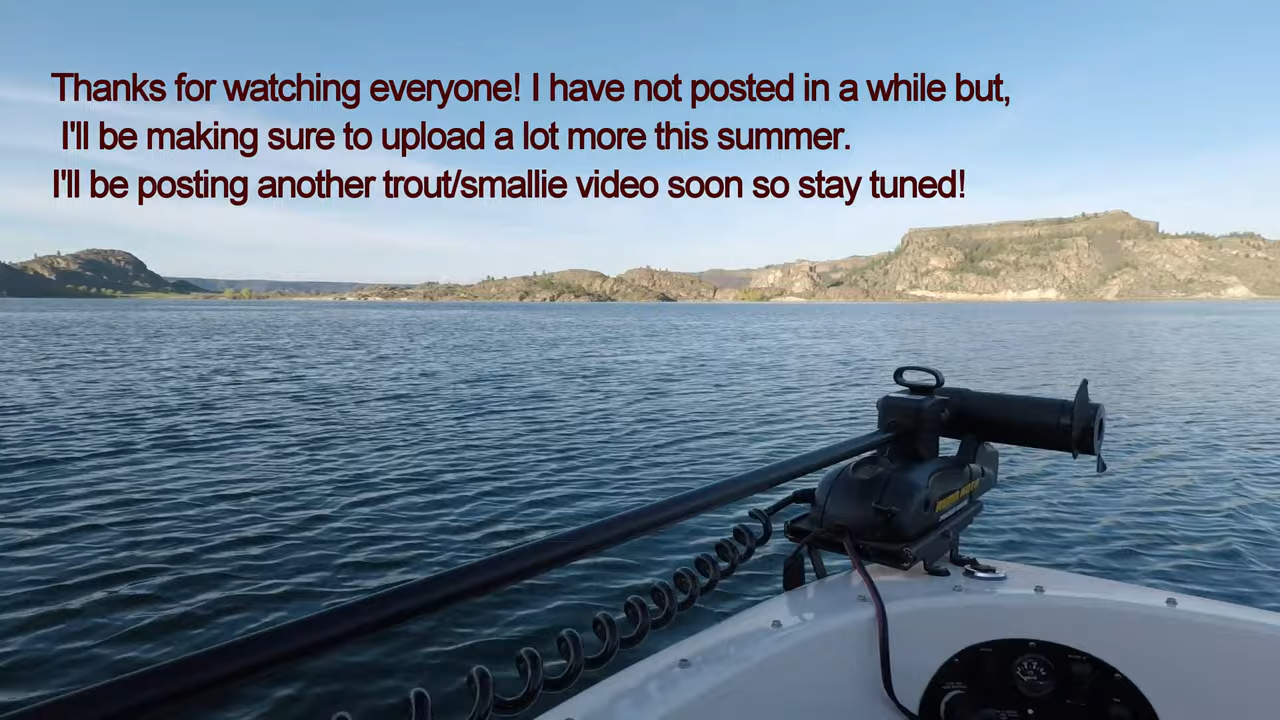 Thanks for watching everyone! I have not posted in a while but,
I'll be making sure to upload a lot more this summer.
I'll be posting another trout/smallie video soon so stay tuned!